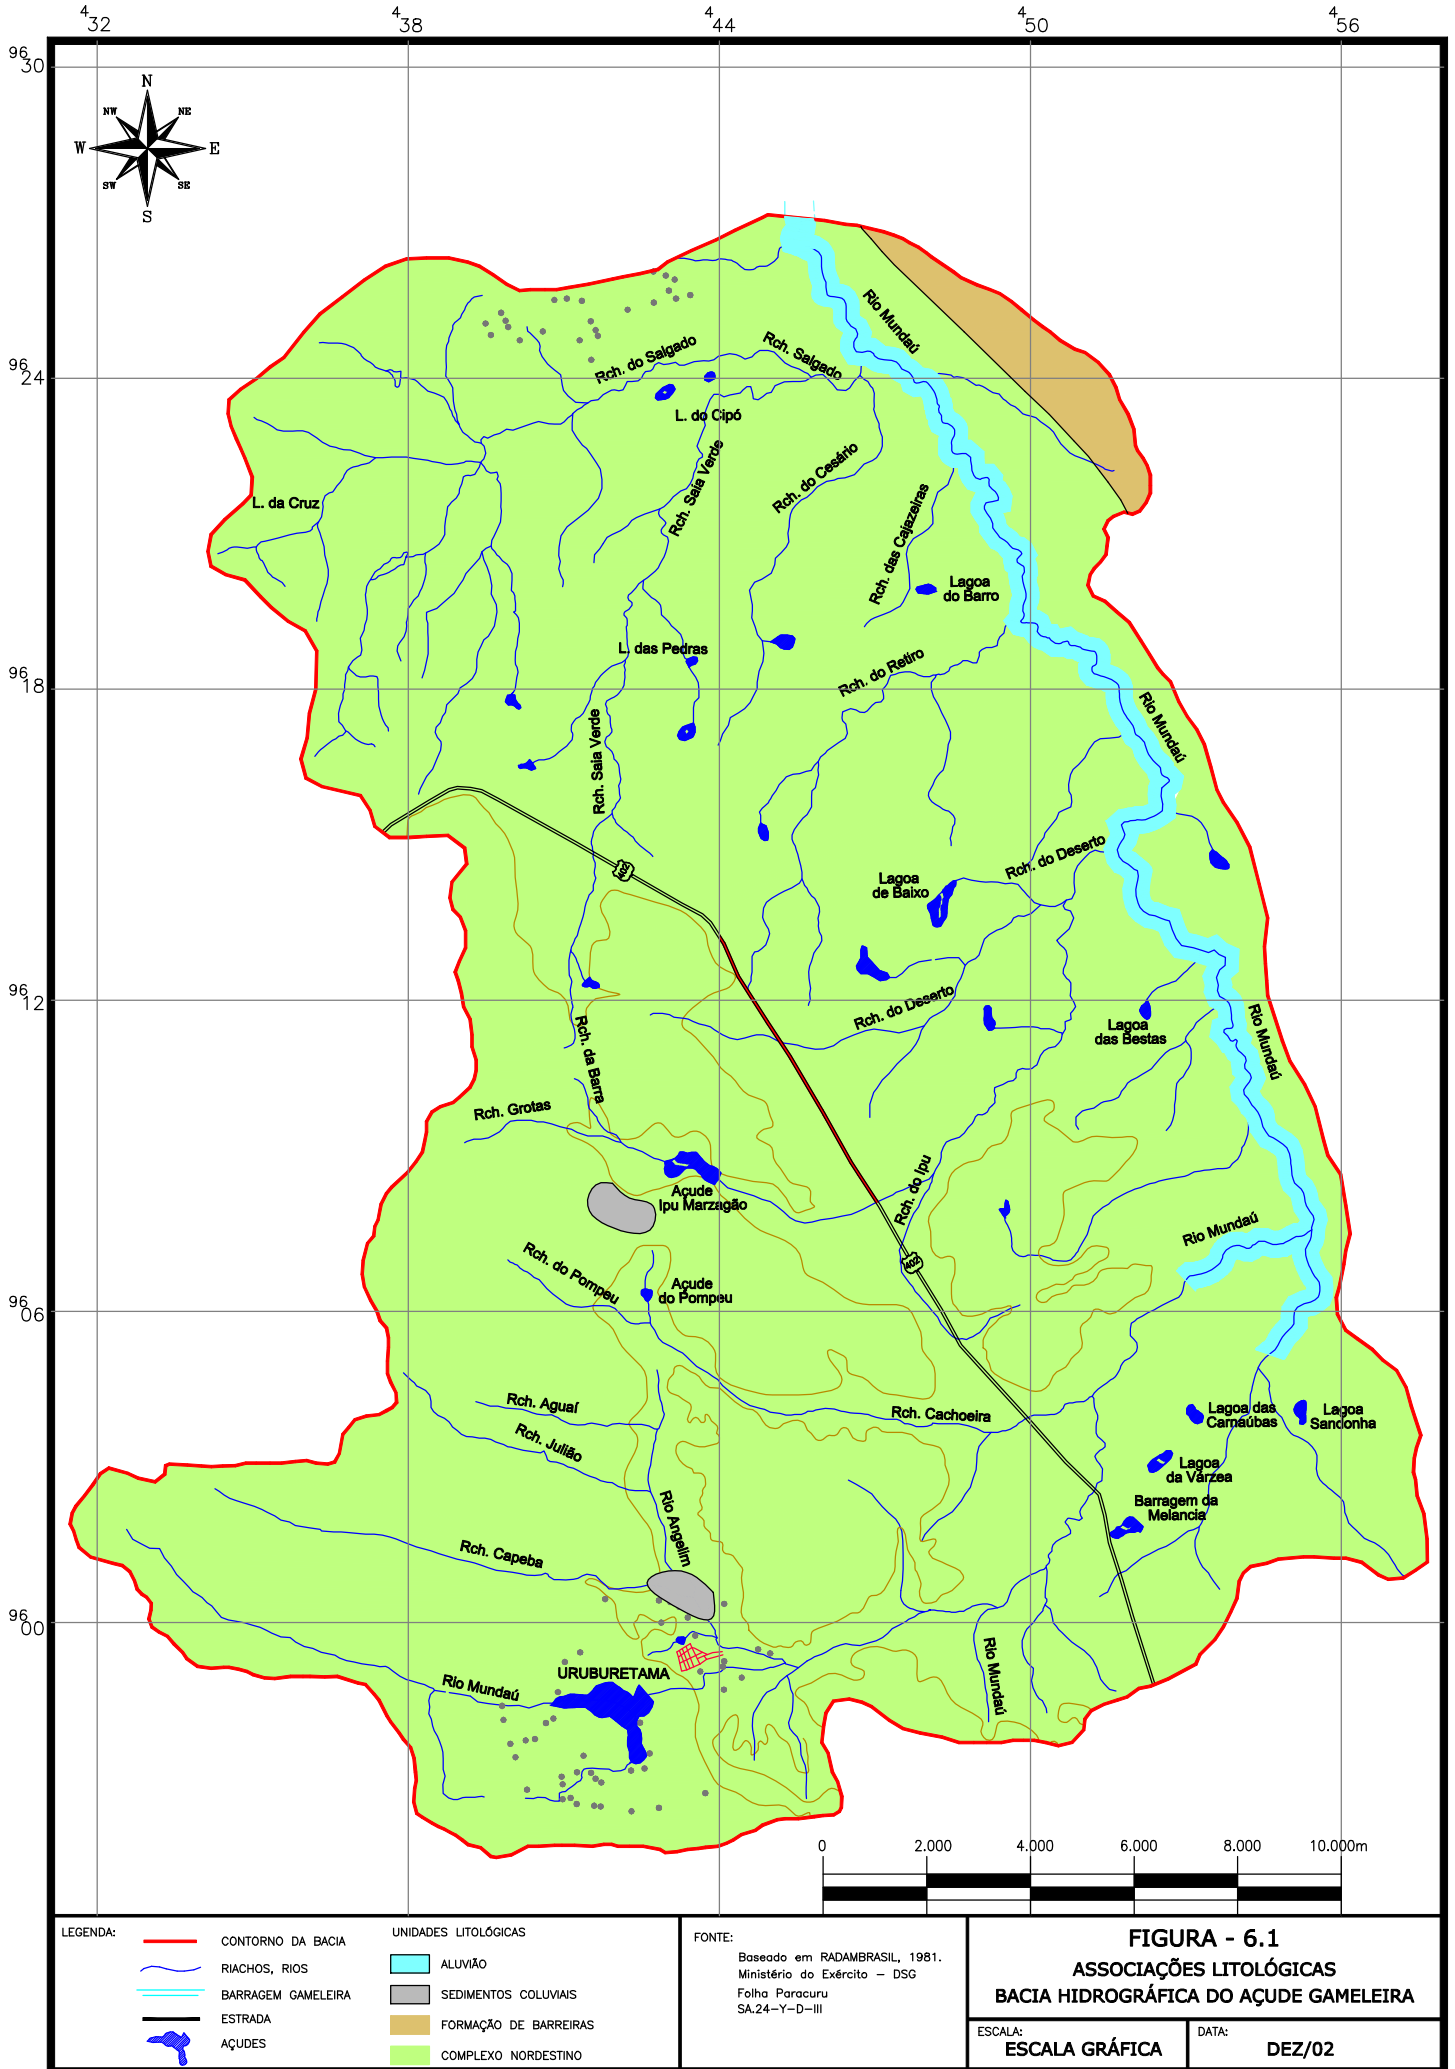 4 32
4 38
4 44
4 50
4 56
96 30
96 24
96 18
96 12
96 06
96 00
N
NW
NE
W
E
SW
SE
S
Rio Mundaú
Rch. do Salgado
Rch. Salgado
L. do Cipó
Rch. Saia Verde
Rch. do Cesário
L. da Cruz
Rch. das Cajazeiras
Lagoa
do Barro
L. das Pedras
Rch. do Retiro
Rio Mundaú
Rch. Saia Verde
402
Rch. do Deserto
Lagoa
de Baixo
Rch. do Deserto
Lagoa
das Bestas
Rio Mundaú
Rch. da Barra
Rch. Grotas
Açude
Ipu Marzagão
Rch. do Ipu
Rio Mundaú
Rch. do Pompeu
Açude
do Pompeu
402
Rch. Aguaí
Rch. Cachoeira
Lagoa das
Carnaúbas
Lagoa
Sandonha
Rch. Julião
Lagoa
da Várzea
Barragem da
Melancia
Rio Angelim
Rch. Capeba
Rio Mundaú
URUBURETAMA
Rio Mundaú
0 2.000 4.000 6.000 8.000 10.000m
LEGENDA:
CONTORNO DA BACIA
RIACHOS, RIOS
BARRAGEM GAMELEIRA
ESTRADA
AÇUDES
UNIDADES LITOLÓGICAS
ALUVIÃO
SEDIMENTOS COLUVIAIS
FORMAÇÃO DE BARREIRAS
COMPLEXO NORDESTINO
FONTE:
Baseado em RADAMBRASIL, 1981.
Ministério do Exército – DSG
Folha Paracuru
SA.24-Y-D-III
FIGURA - 6.1
ASSOCIAÇÕES LITOLÓGICAS
BACIA HIDROGRÁFICA DO AÇUDE GAMELEIRA
ESCALA:
ESCALA GRÁFICA
DATA:
DEZ/02